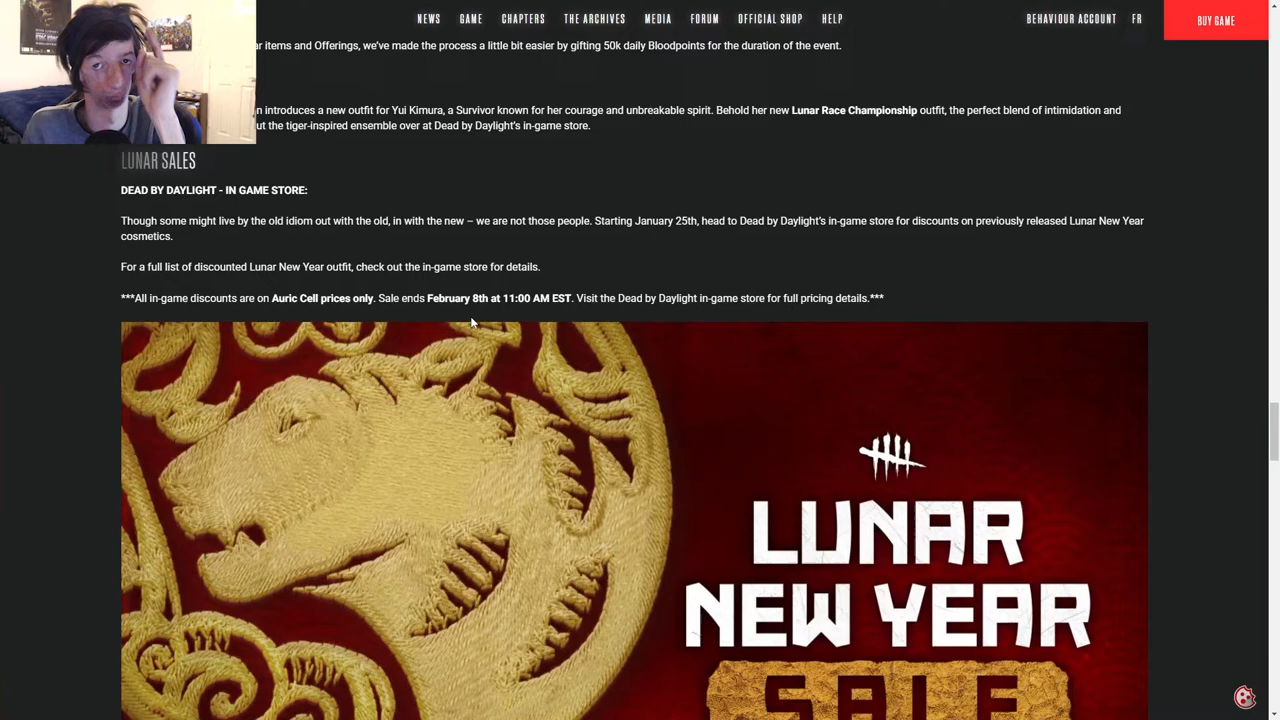 NEWS GAME CHAPTERS THE ARCHIVES MEDIA FORUM OFFICIAL SHOP HELP BEHAVIOUR ACCOUNT FR BUY GAME
items and Offerings, we've made the process a little bit easier by gifting 50k daily Bloodpoints for the duration of the event.
introduces a new outfit for Yui Kimura, a Survivor known for her courage and unbreakable spirit. Behold her new Lunar Race Championship outfit, the perfect blend of intimidation and
the tiger-inspired ensemble over at Dead by Daylight's in-game store.
LUNAR SALES
DEAD BY DAYLIGHT - IN GAME STORE:
Though some might live by the old idiom out with the old, in with the new – we are not those people. Starting January 25th, head to Dead by Daylight's in-game store for discounts on previously released Lunar New Year
cosmetics.
For a full list of discounted Lunar New Year outfit, check out the in-game store for details.
***All in-game discounts are on Auric Cell prices only. Sale ends February 8th at 11:00 AM EST. Visit the Dead by Daylight in-game store for full pricing details.***
LUNAR
NEW YEAR
SALE